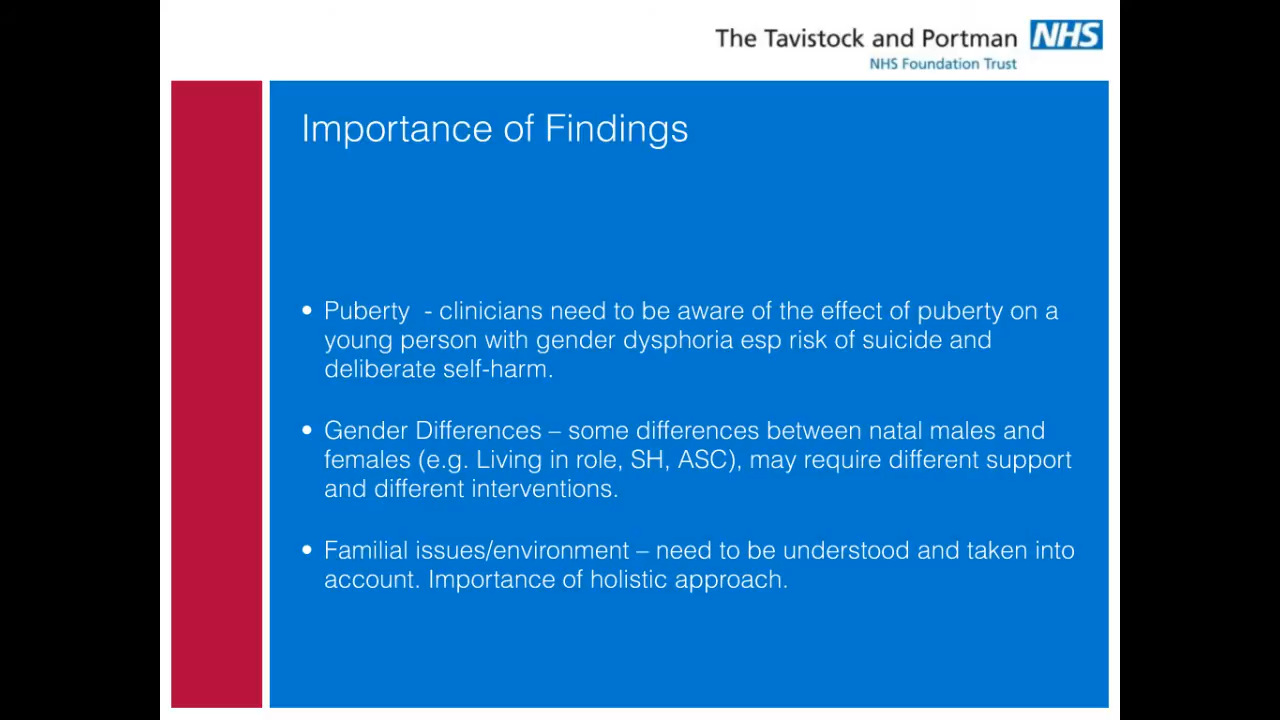 The Tavistock and Portman NHS
NHS Foundation Trust
Importance of Findings
• Puberty  - clinicians need to be aware of the effect of puberty on a
young person with gender dysphoria esp risk of suicide and
deliberate self-harm.
• Gender Differences – some differences between natal males and
females (e.g. Living in role, SH, ASC), may require different support
and different interventions.
• Familial issues/environment – need to be understood and taken into
account. Importance of holistic approach.